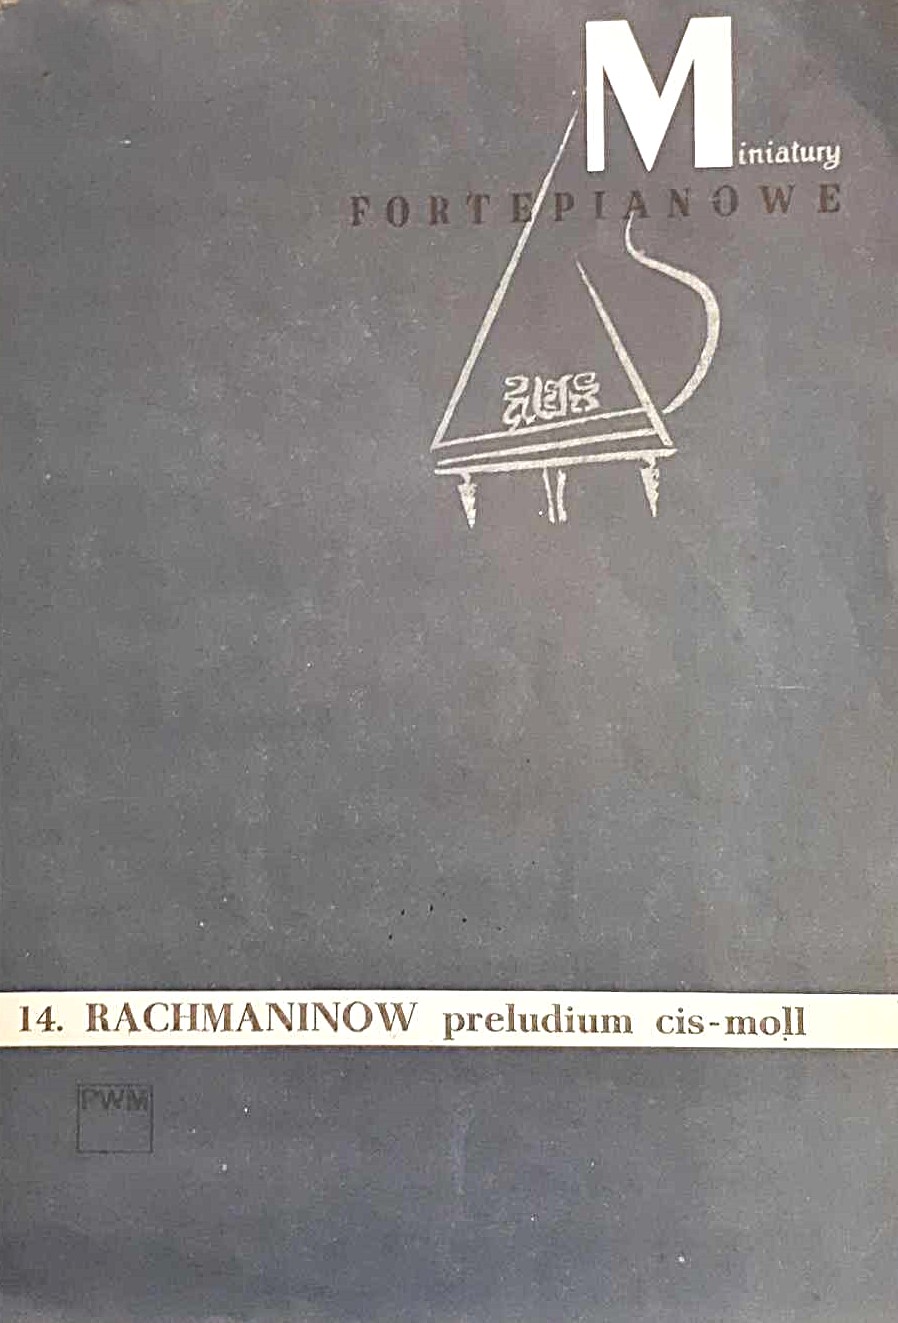 Miniatury
FORTEPIANOWE
14. RACHMANINOW preludium cis-moll
PWM